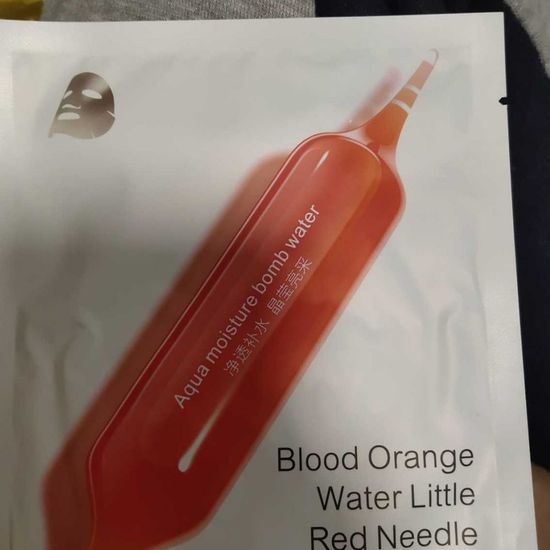 Aqua moisture bomb water
净透补水 晶莹亮采
Blood Orange
Water Little
Red Needle